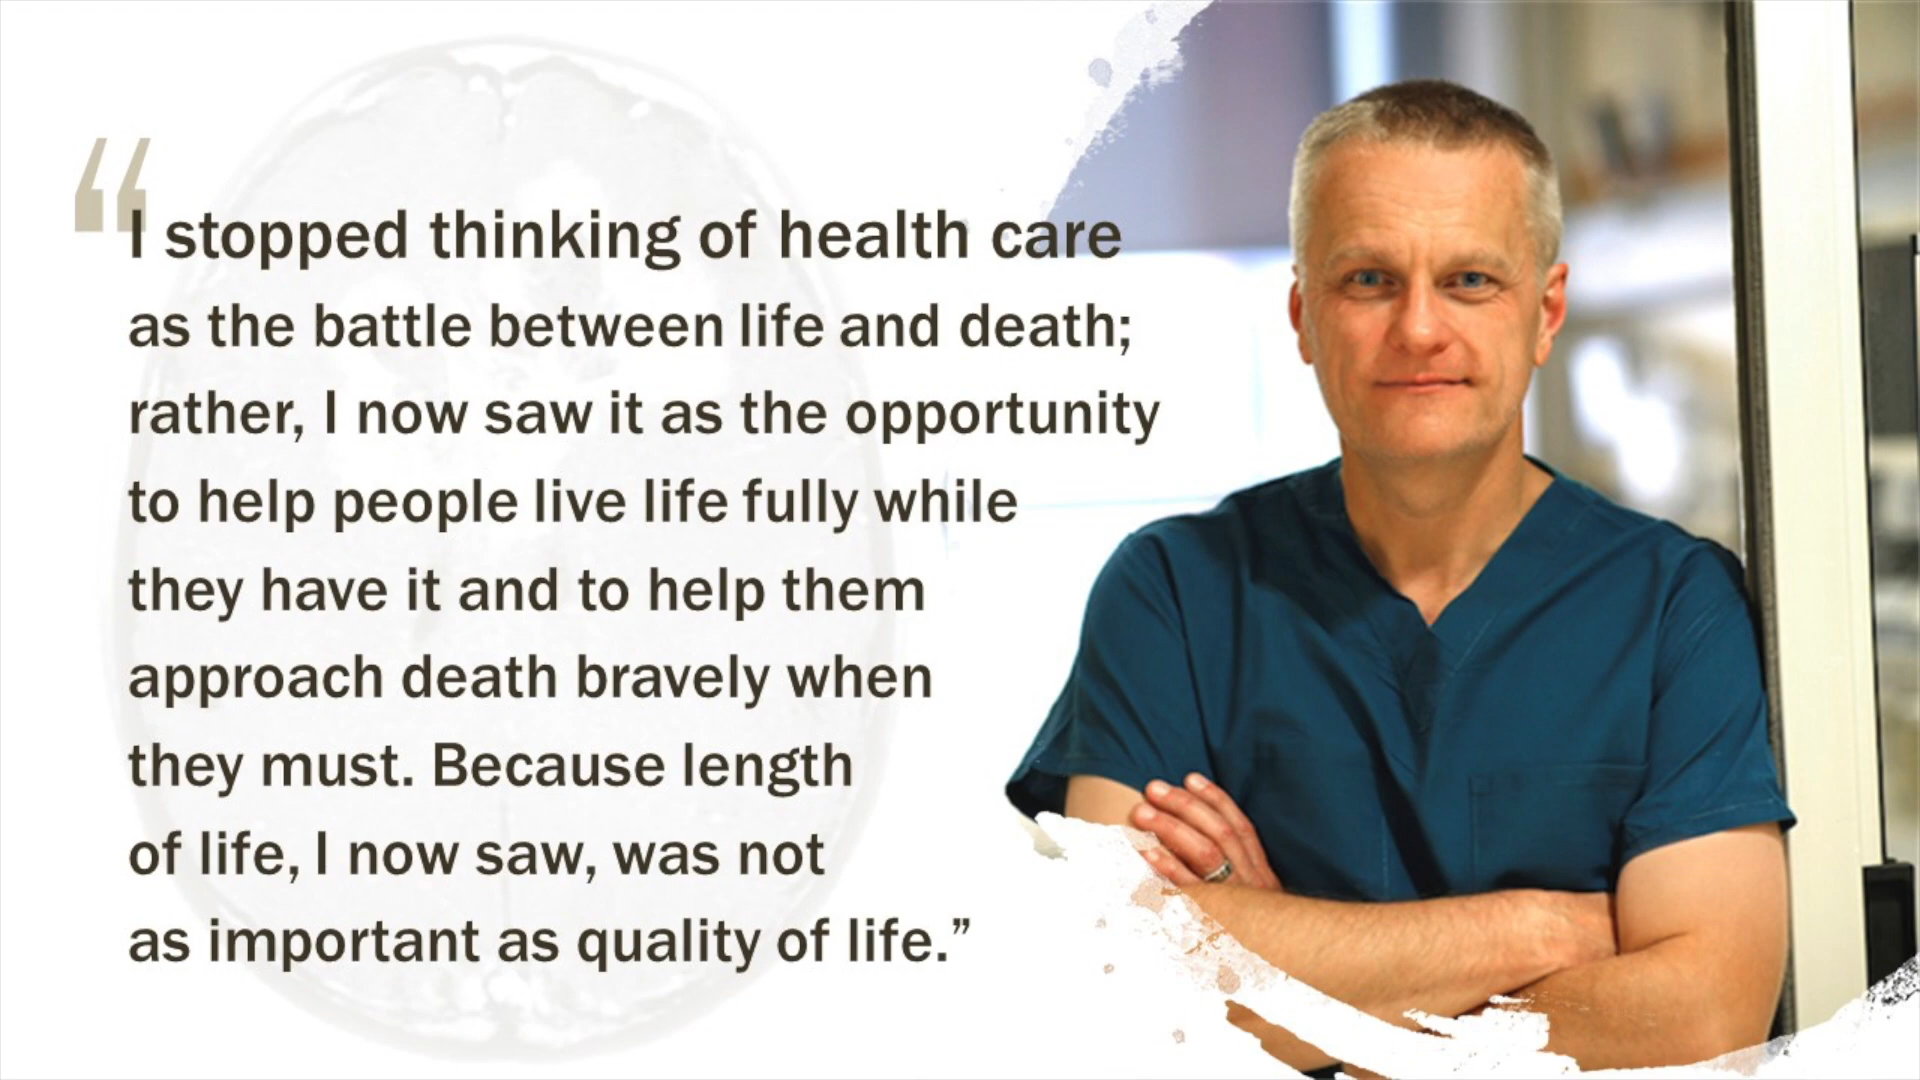 “I stopped thinking of health care
as the battle between life and death;
rather, I now saw it as the opportunity
to help people live life fully while
they have it and to help them
approach death bravely when
they must. Because length
of life, I now saw, was not
as important as quality of life.”